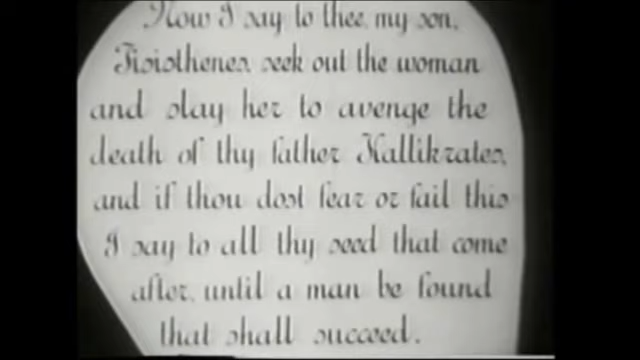 Now I say to thee, my son,
Tisisthenes, seek out the woman
and slay her to avenge the
death of thy father Kallikrates,
and if thou dost fear or fail this
I say to all thy seed that come
after, until a man be found
that shall succeed.